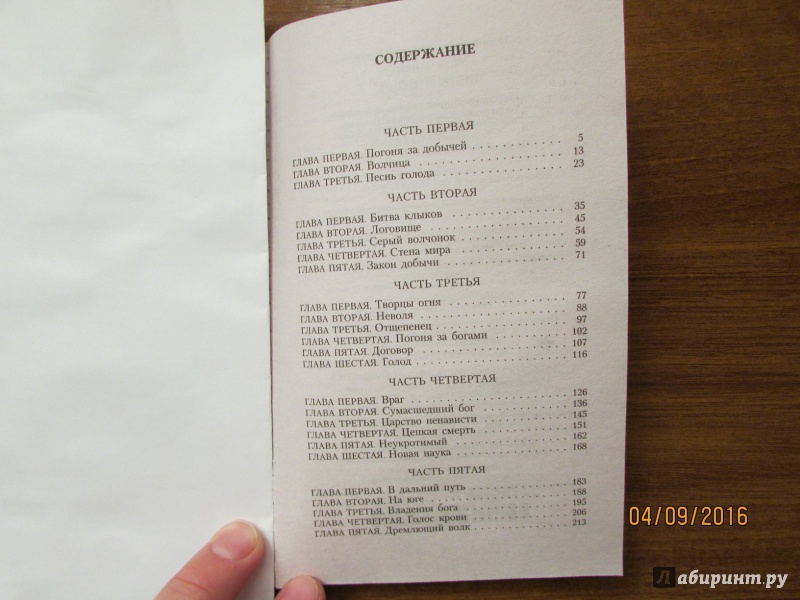 СОДЕРЖАНИЕ
ЧАСТЬ ПЕРВАЯ
ГЛАВА ПЕРВАЯ. Погоня за добычей . . . . . . . . . . . 5
ГЛАВА ВТОРАЯ. Волчица . . . . . . . . . . . . . . . . 13
ГЛАВА ТРЕТЬЯ. Песнь голода . . . . . . . . . . . . . . 23
ЧАСТЬ ВТОРАЯ
ГЛАВА ПЕРВАЯ. Битва клыков . . . . . . . . . . . . . . 35
ГЛАВА ВТОРАЯ. Логовище . . . . . . . . . . . . . . . . 45
ГЛАВА ТРЕТЬЯ. Серый волчонок . . . . . . . . . . . . . 54
ГЛАВА ЧЕТВЕРТАЯ. Стена мира . . . . . . . . . . . . . 59
ГЛАВА ПЯТАЯ. Закон добычи . . . . . . . . . . . . . . 71
ЧАСТЬ ТРЕТЬЯ
ГЛАВА ПЕРВАЯ. Творцы огня . . . . . . . . . . . . . . 77
ГЛАВА ВТОРАЯ. Неволя . . . . . . . . . . . . . . . . . 88
ГЛАВА ТРЕТЬЯ. Отщепенец . . . . . . . . . . . . . . . 97
ГЛАВА ЧЕТВЕРТАЯ. Погоня за богами . . . . . . . . . . 102
ГЛАВА ПЯТАЯ. Договор . . . . . . . . . . . . . . . . . 107
ГЛАВА ШЕСТАЯ. Голод . . . . . . . . . . . . . . . . . 116
ЧАСТЬ ЧЕТВЕРТАЯ
ГЛАВА ПЕРВАЯ. Враг . . . . . . . . . . . . . . . . . . 126
ГЛАВА ВТОРАЯ. Сумасшедший бог . . . . . . . . . . . . 136
ГЛАВА ТРЕТЬЯ. Царство ненависти . . . . . . . . . . . 145
ГЛАВА ЧЕТВЕРТАЯ. Цепкая смерть . . . . . . . . . . . . 151
ГЛАВА ПЯТАЯ. Неукротимый . . . . . . . . . . . . . . . 162
ГЛАВА ШЕСТАЯ. Новая наука . . . . . . . . . . . . . . 168
ЧАСТЬ ПЯТАЯ
ГЛАВА ПЕРВАЯ. В дальний путь . . . . . . . . . . . . . 183
ГЛАВА ВТОРАЯ. На юге . . . . . . . . . . . . . . . . . 188
ГЛАВА ТРЕТЬЯ. Владения бога . . . . . . . . . . . . . 195
ГЛАВА ЧЕТВЕРТАЯ. Голос крови . . . . . . . . . . . . . 206
ГЛАВА ПЯТАЯ. Дремлющий волк . . . . . . . . . . . . . 213
04/09/2016
Лабиринт.ру